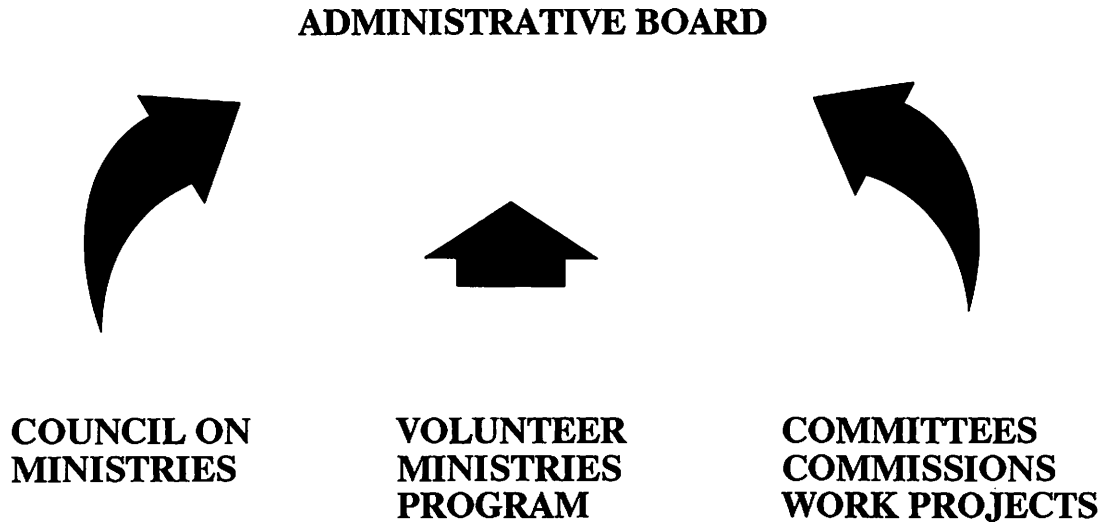 ADMINISTRATIVE BOARD
COUNCIL ON
MINISTRIES
VOLUNTEER
MINISTRIES
PROGRAM
COMMITTEES
COMMISSIONS
WORK PROJECTS